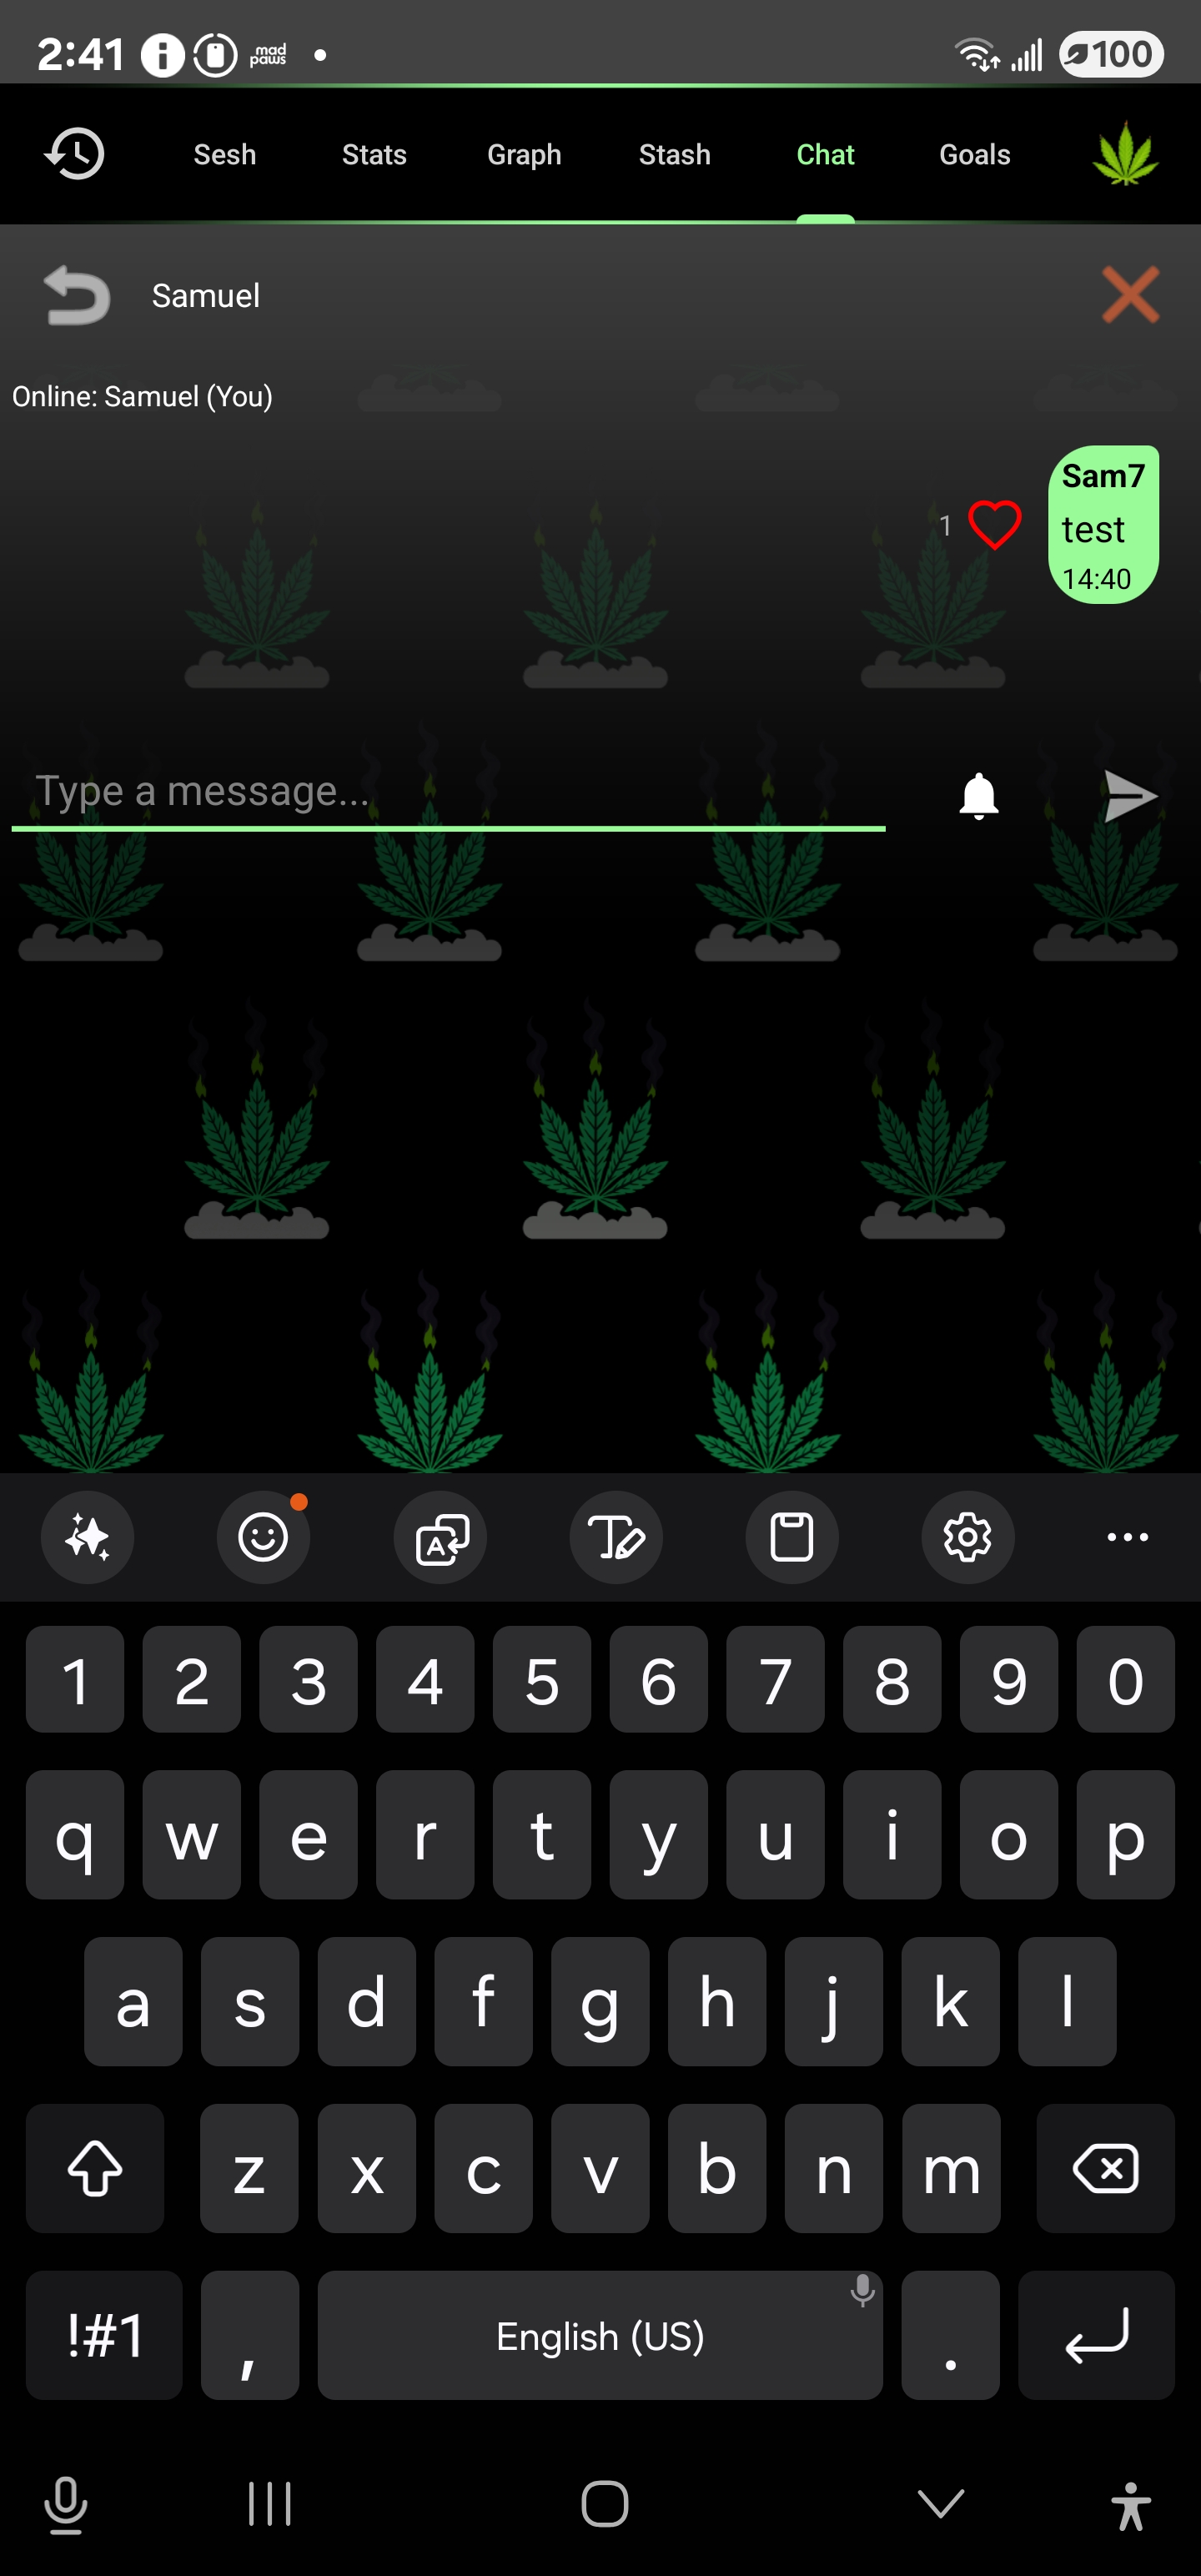 2:41 mad paws 100
Sesh Stats Graph Stash Chat Goals
Samuel
Online: Samuel (You)
Sam7
1 test
14:40
Type a message...
1 2 3 4 5 6 7 8 9 0
q w e r t y u i o p
a s d f g h j k l
z x c v b n m
!#1 , English (US) .